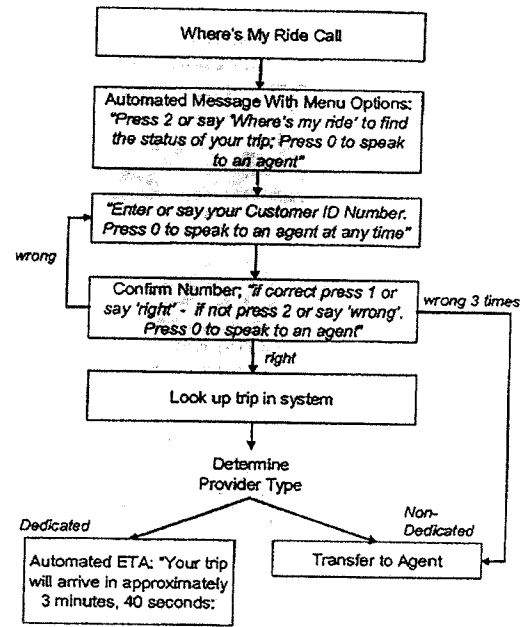 Where's My Ride Call
Automated Message With Menu Options:
"Press 2 or say 'Where's my ride' to find
the status of your trip; Press 0 to speak
to an agent"
"Enter or say your Customer ID Number.
Press 0 to speak to an agent at any time"
wrong
Confirm Number; "if correct press 1 or
say 'right' - if not press 2 or say 'wrong'.
Press 0 to speak to an agent"
wrong 3 times
right
Look up trip in system
Determine
Provider Type
Dedicated
Non-
Dedicated
Automated ETA: "Your trip
will arrive in approximately
3 minutes, 40 seconds:
Transfer to Agent